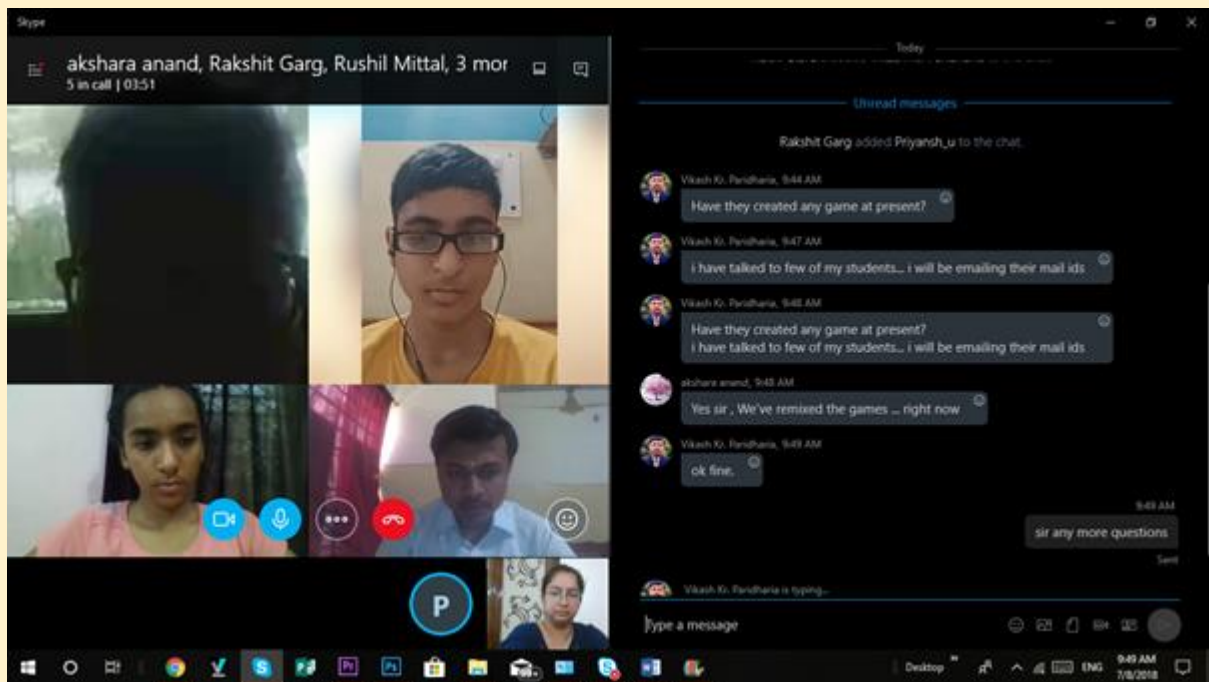 Skype
akshara anand, Rakshit Garg, Rushil Mittal, 3 mor
5 in call | 03:51
Today
Unread messages
Rakshit Garg added Priyansh_u to the chat.
Vikash Kr. Paridharia, 9:44 AM
Have they created any game at present?
Vikash Kr. Paridharia, 9:47 AM
i have talked to few of my students... i will be emailing their mail ids
Vikash Kr. Paridharia, 9:48 AM
Have they created any game at present?
i have talked to few of my students... i will be emailing their mail ids
akshara anand, 9:48 AM
Yes sir , We've remixed the games ... right now
Vikash Kr. Paridharia, 9:49 AM
ok fine.
9:49 AM
sir any more questions
Sent
P
Vikash Kr. Paridharia is typing...
Type a message
Pr
Ps
99+
Desktop
ENG
9:49 AM
7/8/2018